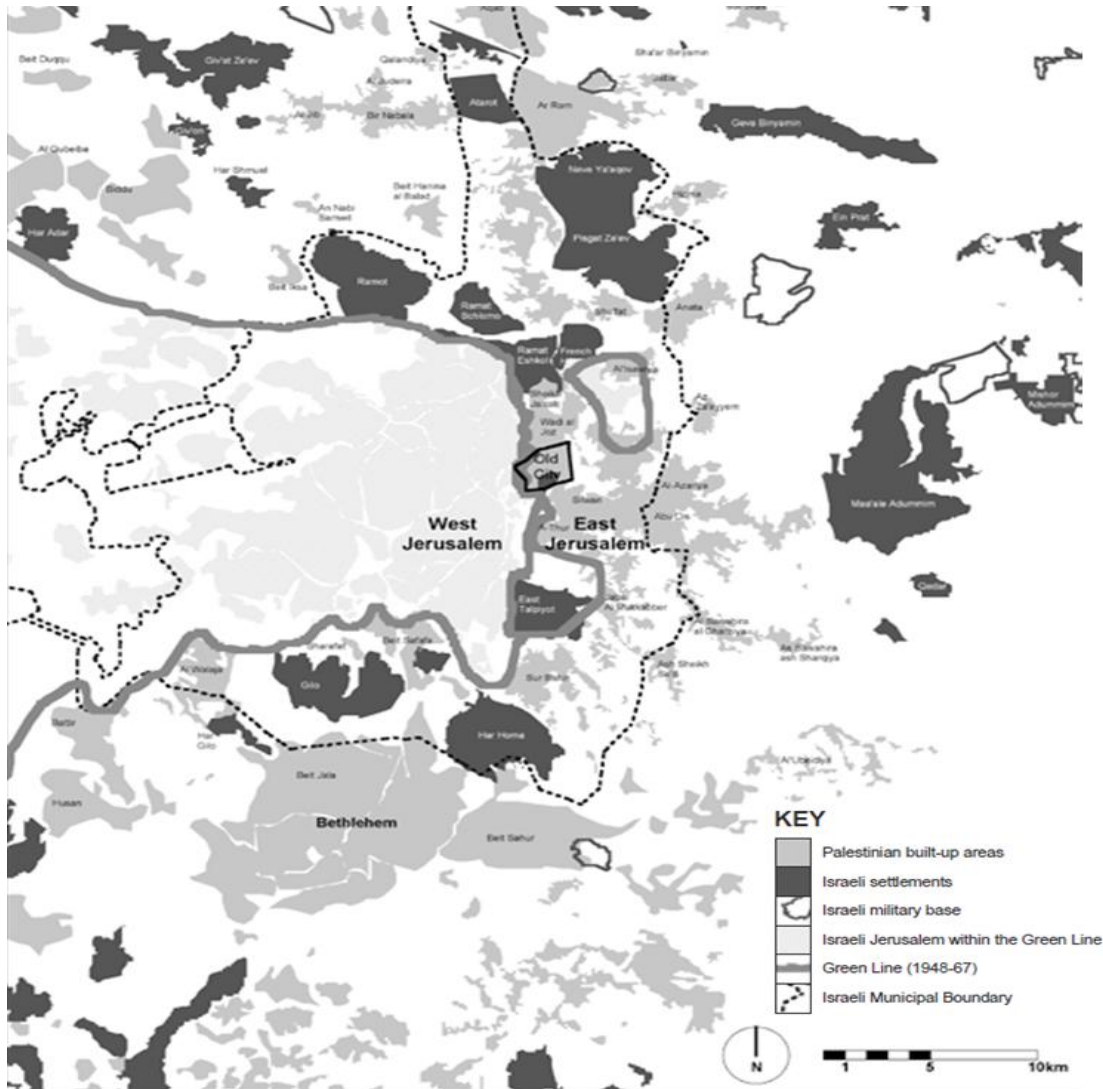 Beit Duqqu
Giv'at Ze'ev
Qalandiya
Al Judeira
Bir Nabala
Atarot
Ar Ram
Sha'ar Binyamin
Geva Binyamin
Al Qubeiba
Biddu
Har Shmuel
An Nabi
Samwil
Beit Hanina
al Balad
Neve Ya'aqov
Pisgat Ze'ev
Ein Prat
Har Adar
Beit Iksa
Ramot
Ramat
Schlomo
Shu'fat
Anata
Ramat
Eshkol
French
Sheikh
Jarrah
Wadi al
Joz
Az
Za'ayyem
Mishor
Adummim
Old
City
Silwan
Al-Azariya
Abu Dis
Ma'ale Adummim
West
Jerusalem
East
Jerusalem
A-Thuri
East
Talpiyot
Qedar
Sharafat
Beit Safafa
Al Walaja
Gilo
Sur Bahir
Ash Sheikh
Sa'd
As Sawahira
ash Sharqiya
Battir
Har
Gilo
Har Homa
Al 'Ubeidiya
Husan
Beit Jala
Bethlehem
Beit Sahur
KEY
Palestinian built-up areas
Israeli settlements
Israeli military base
Israeli Jerusalem within the Green Line
Green Line (1948-67)
Israeli Municipal Boundary
N
1 5 10km